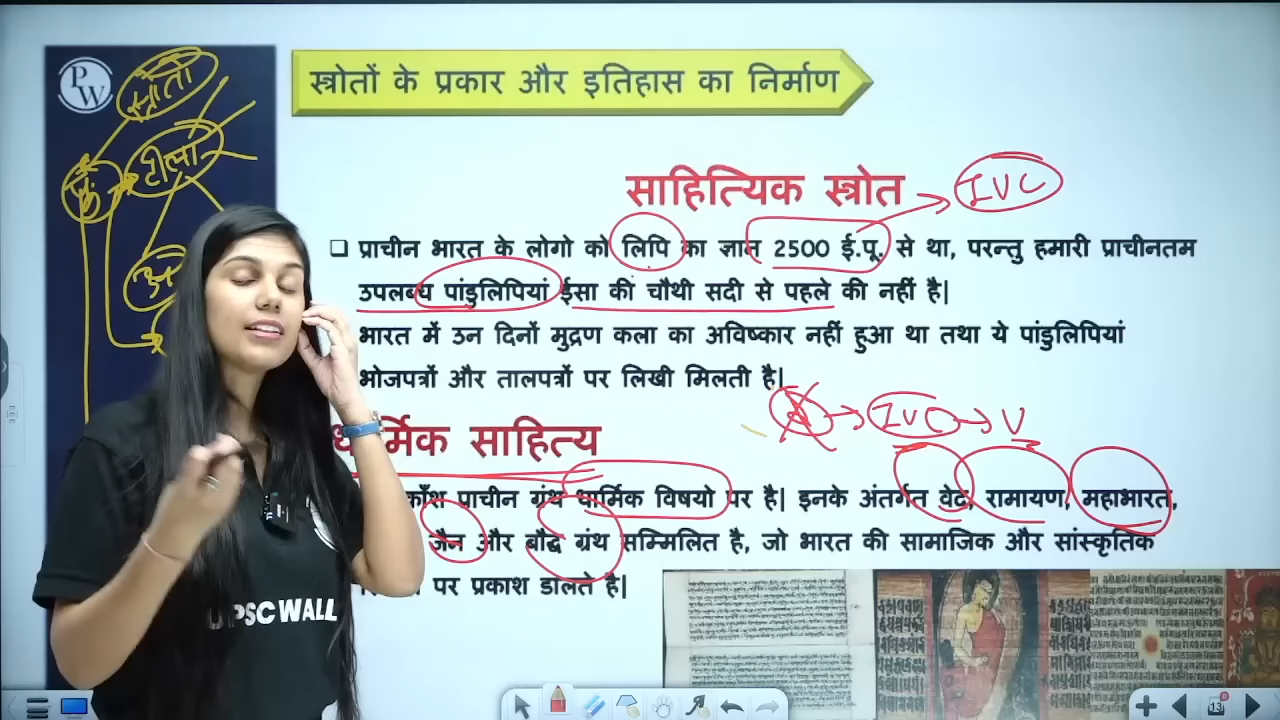 PW
स्त्रोतो
स्त्रोतों के प्रकार और इतिहास का निर्माण
साहित्यिक स्त्रोत
IVC
❑ प्राचीन भारत के लोगो को लिपि का ज्ञान 2500 ई.पू. से था, परन्तु हमारी प्राचीनतम
उपलब्ध पांडुलिपियां ईसा की चौथी सदी से पहले की नहीं है|
भारत में उन दिनों मुद्रण कला का अविष्कार नहीं हुआ था तथा ये पांडुलिपियां
भोजपत्रों और तालपत्रों पर लिखी मिलती है|
IVC V
धार्मिक साहित्य
प्राचीन ग्रंथ धार्मिक विषयो पर है| इनके अंतर्गत वेद, रामायण, महाभारत,
जैन और बौद्ध ग्रंथ सम्मिलित है, जो भारत की सामाजिक और सांस्कृतिक
पर प्रकाश डालते है|
UPSC WALL
13